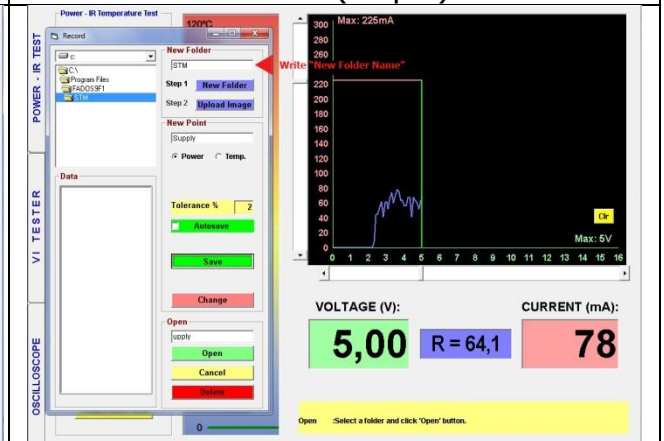 Power - IR Temperature Test
120°C
Record
c:
C:\
Program Files
FADOS9F1
STM
Data
New Folder
STM
Step 1 New Folder
Step 2 Upload Image
New Point
Supply
Power Temp.
Tolerance % 2
Autosave
Save
Change
Open
upply
Open
Cancel
Delete
0
POWER - IR TEST
VI TESTER
OSCILLOSCOPE
Write "New Folder Name"
Max: 225mA
300
280
220
200
180
160
140
120
100
80
60
40
20
0
0 1 2 3 4 5 6 7 8 9 10 11 12 13 14 15 16
Clr
Max: 5V
VOLTAGE (V): CURRENT (mA):
5,00 R = 64,1 78
Open :Select a folder and click 'Open' button.